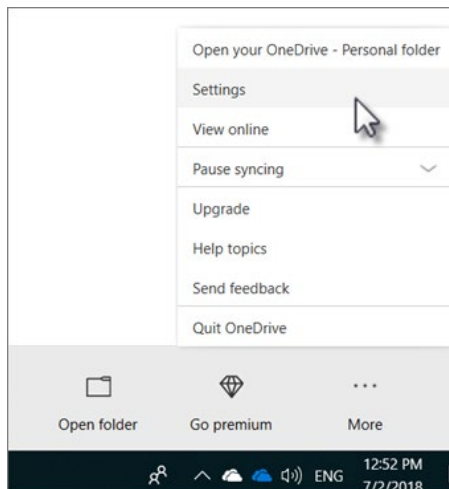 Open your OneDrive - Personal folder
Settings
View online
Pause syncing
Upgrade
Help topics
Send feedback
Quit OneDrive
Open folder
Go premium
More
ENG
12:52 PM
7/2/2018